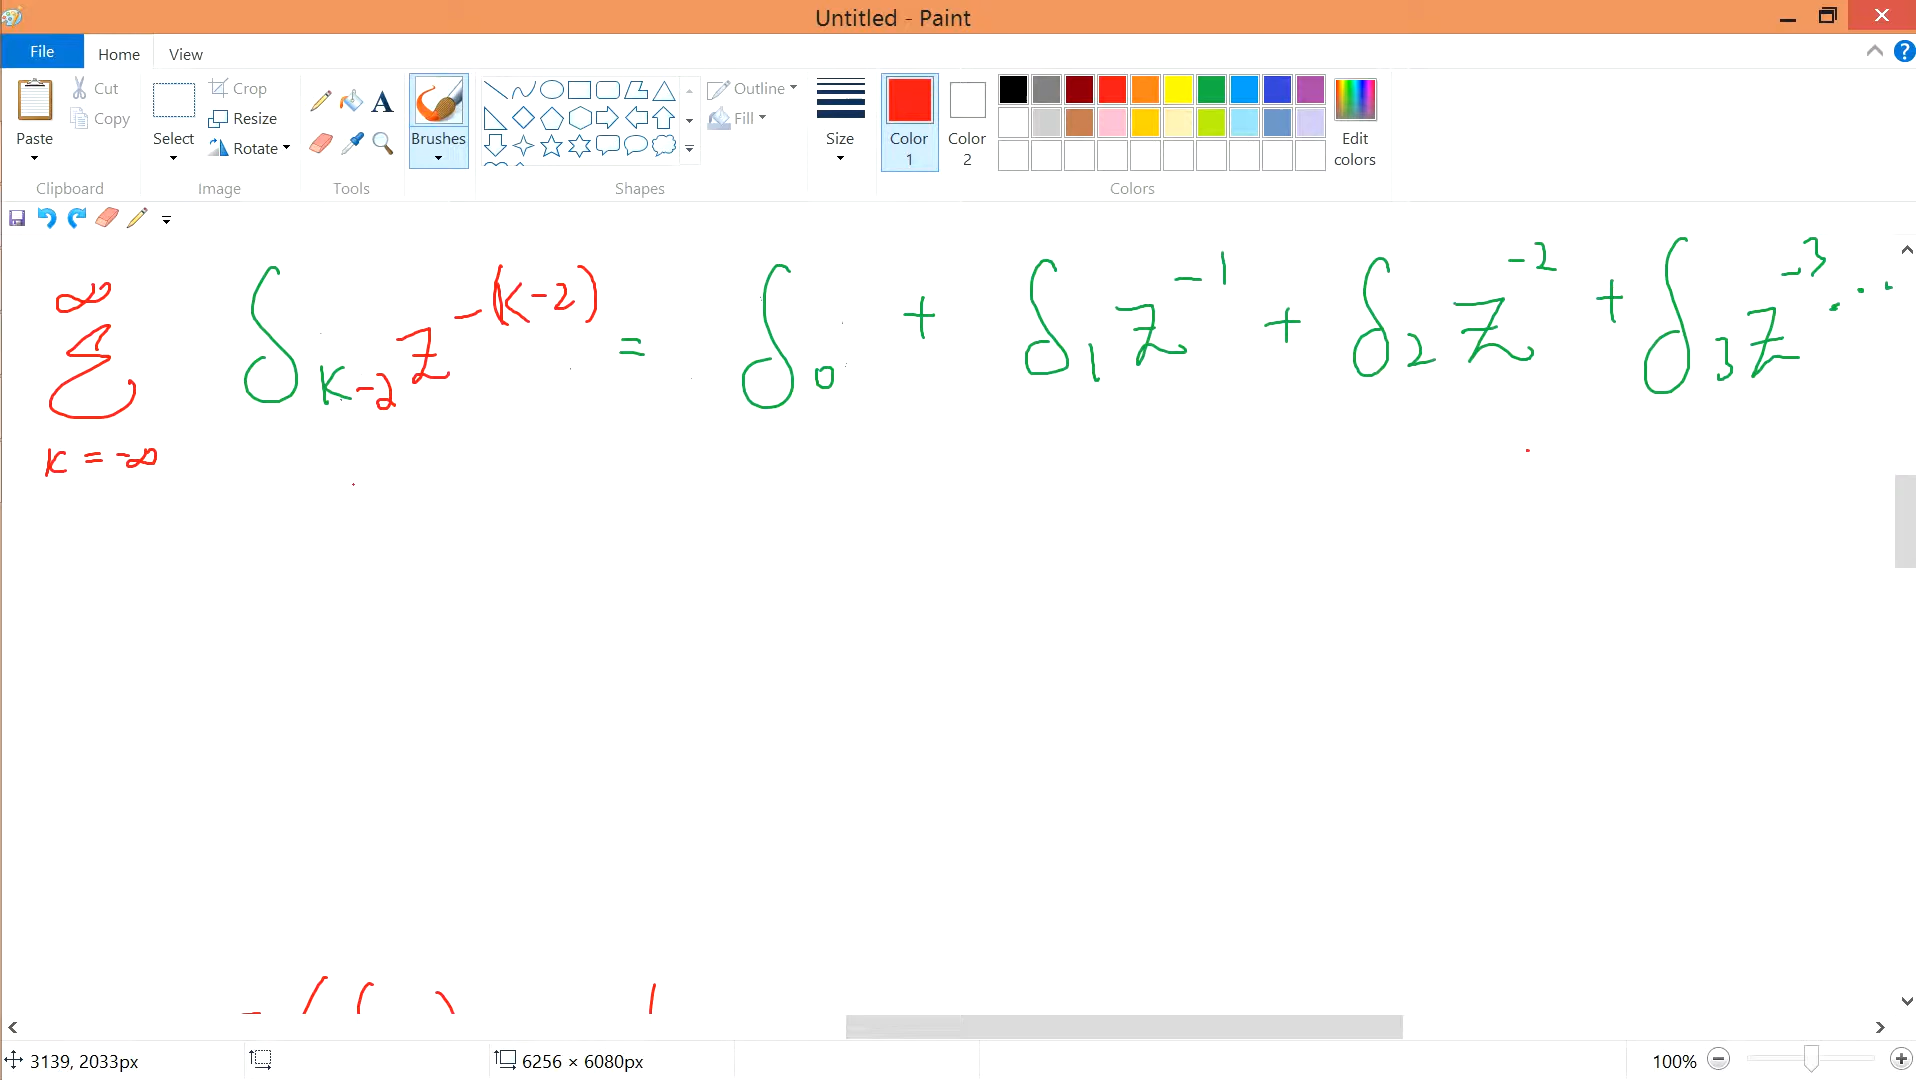 Untitled - Paint
File Home View
Paste Cut Copy Select Crop Resize Rotate A Brushes Outline Fill Size Color 1 Color 2 Edit colors
Clipboard Image Tools Shapes Colors
∞
Σ δ_{k-2} z^{-(k-2)} = δ_0 + δ_1 z^{-1} + δ_2 z^{-2} + δ_3 z^{-3} ...
k = -∞
3139, 2033px 6256 × 6080px 100%